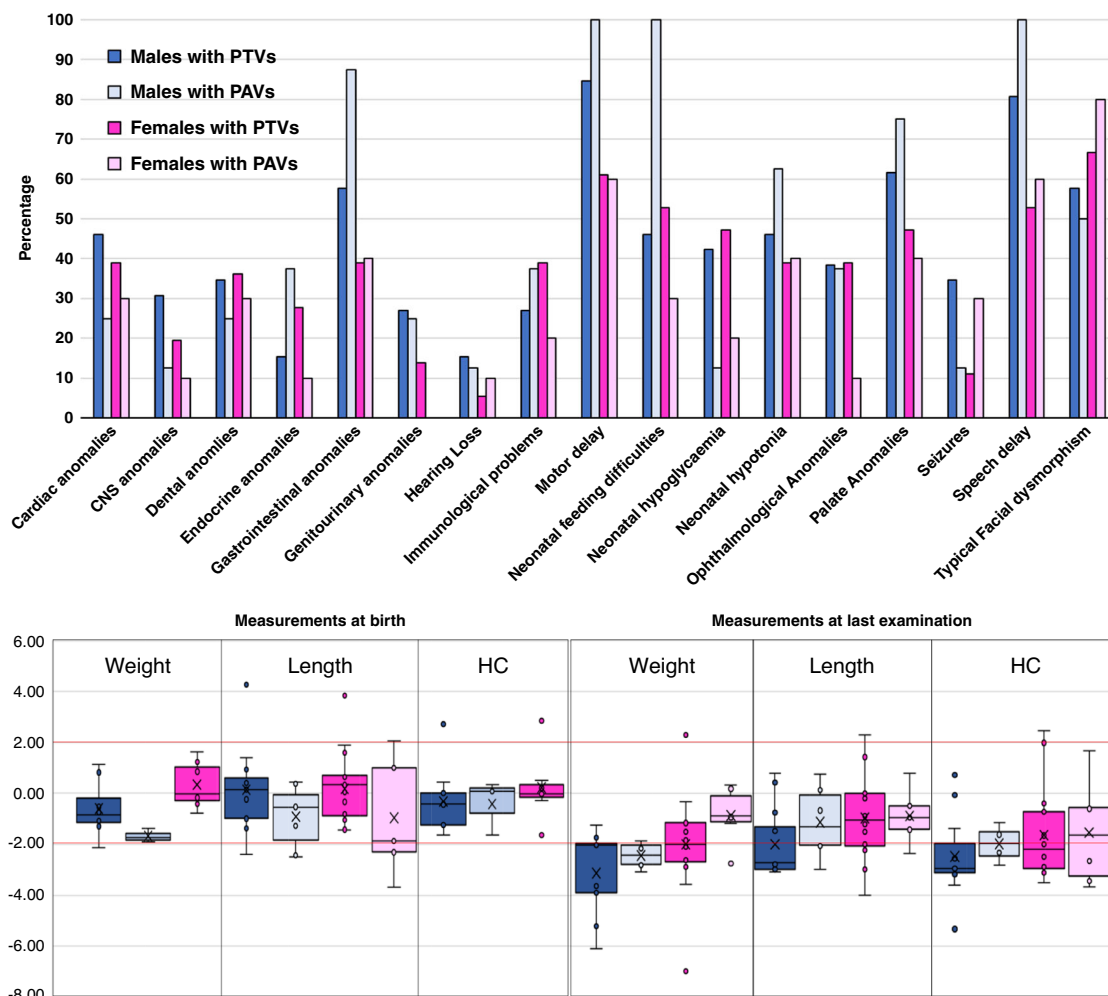 100
90
80
70
60
50
40
30
20
10
0
Percentage
Males with PTVs
Males with PAVs
Females with PTVs
Females with PAVs
Cardiac anomalies
CNS anomalies
Dental anomlies
Endocrine anomalies
Gastrointestinal anomalies
Genitourinary anomalies
Hearing Loss
Immunological problems
Motor delay
Neonatal feeding difficulties
Neonatal hypoglycaemia
Neonatal hypotonia
Ophthalmological Anomalies
Palate Anomalies
Seizures
Speech delay
Typical Facial dysmorphism
Measurements at birth
Measurements at last examination
6.00
4.00
2.00
0.00
-2.00
-4.00
-6.00
-8.00
Weight
Length
HC
Weight
Length
HC